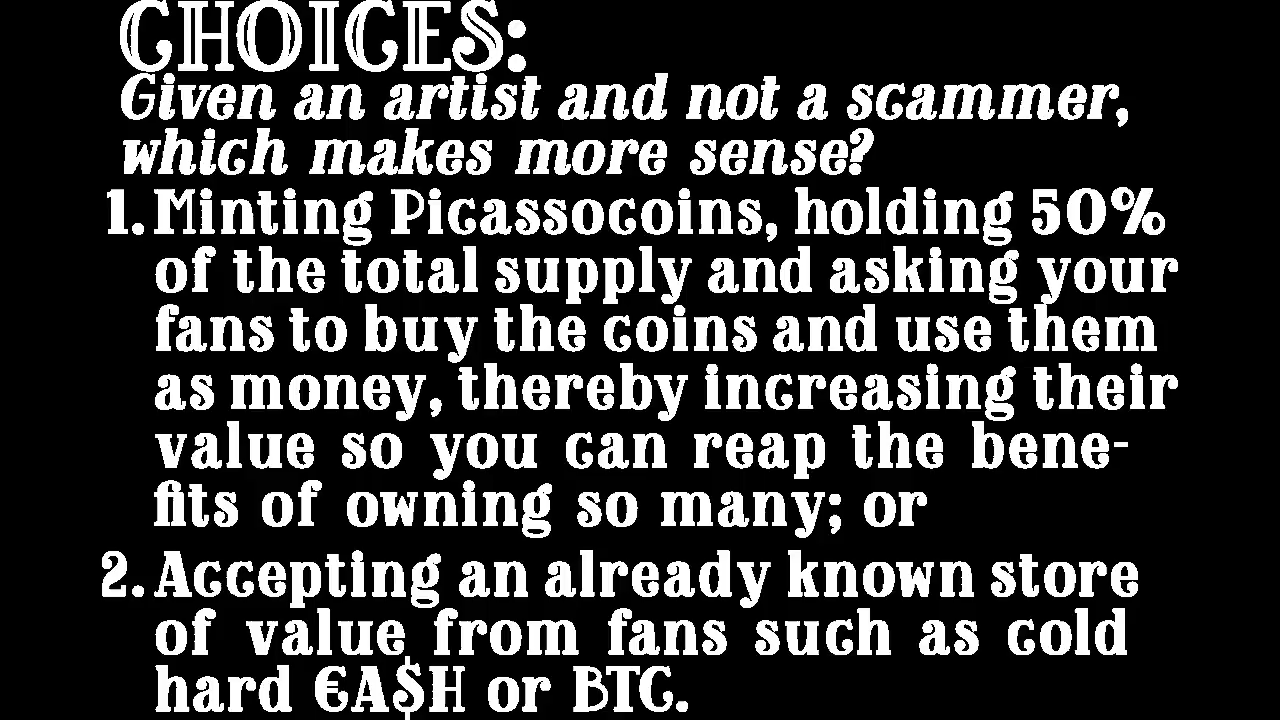 CHOICES:
Given an artist and not a scammer,
which makes more sense?
1. Minting Picassocoins, holding 50%
of the total supply and asking your
fans to buy the coins and use them
as money, thereby increasing their
value so you can reap the bene-
fits of owning so many; or
2. Accepting an already known store
of value from fans such as cold
hard €A$H or BTC.